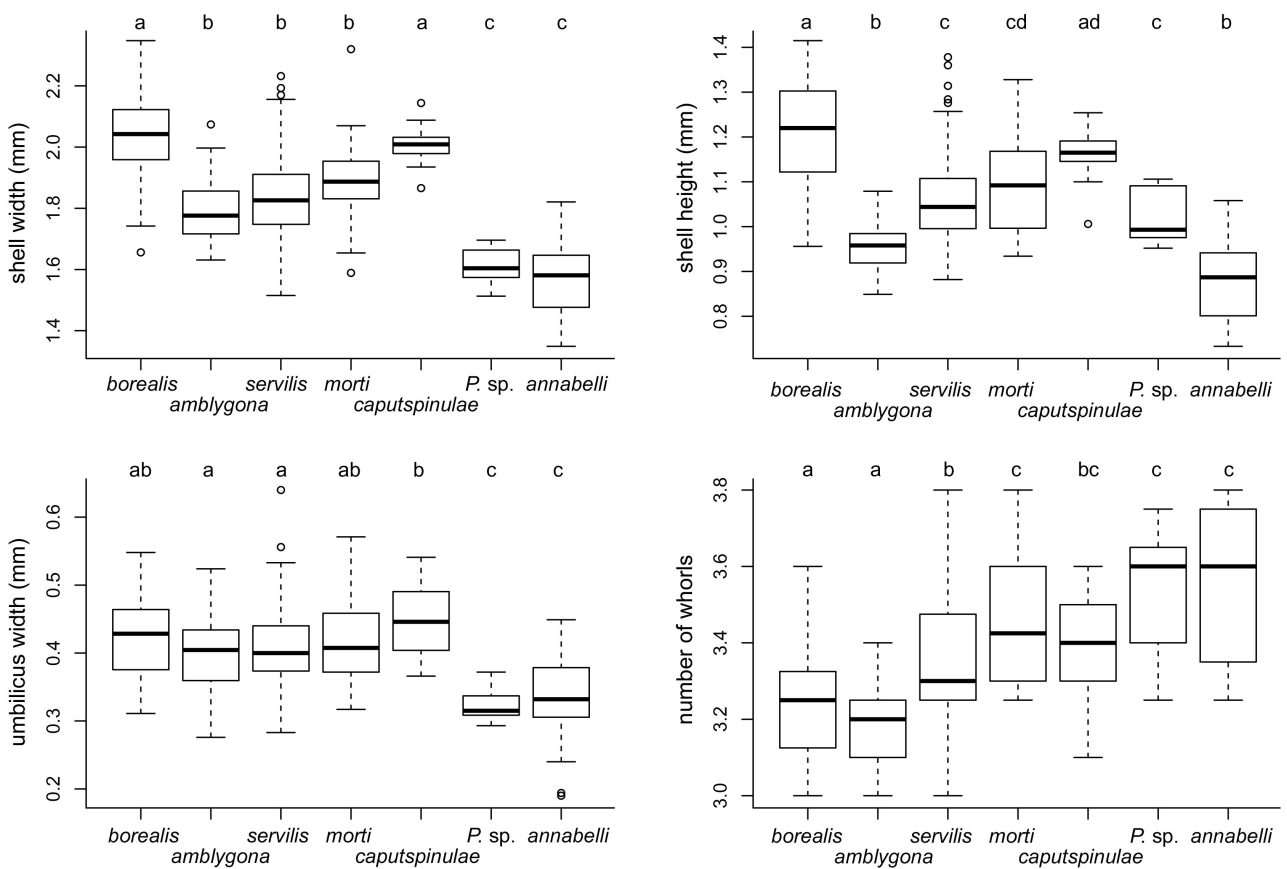 a b b b a c c
shell width (mm)
2.2
2.0
1.8
1.6
1.4
borealis servilis morti P. sp. annabelli
amblygona caputspinulae
a b c cd ad c b
shell height (mm)
1.4
1.3
1.2
1.1
1.0
0.9
0.8
borealis servilis morti P. sp. annabelli
amblygona caputspinulae
ab a a ab b c c
umbilicus width (mm)
0.6
0.5
0.4
0.3
0.2
borealis servilis morti P. sp. annabelli
amblygona caputspinulae
a a b c bc c c
number of whorls
3.8
3.6
3.4
3.2
3.0
borealis servilis morti P. sp. annabelli
amblygona caputspinulae